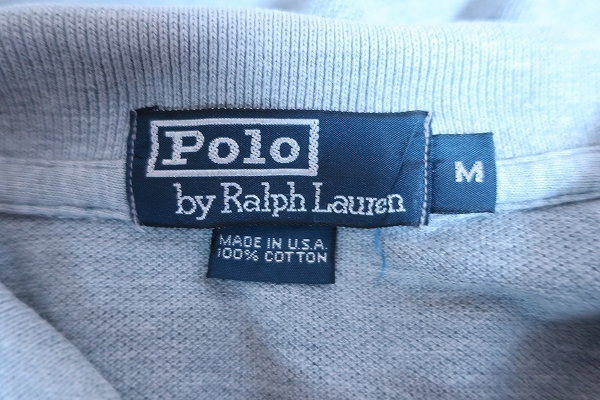 Polo
by Ralph Lauren
M
MADE IN U.S.A.
100% COTTON